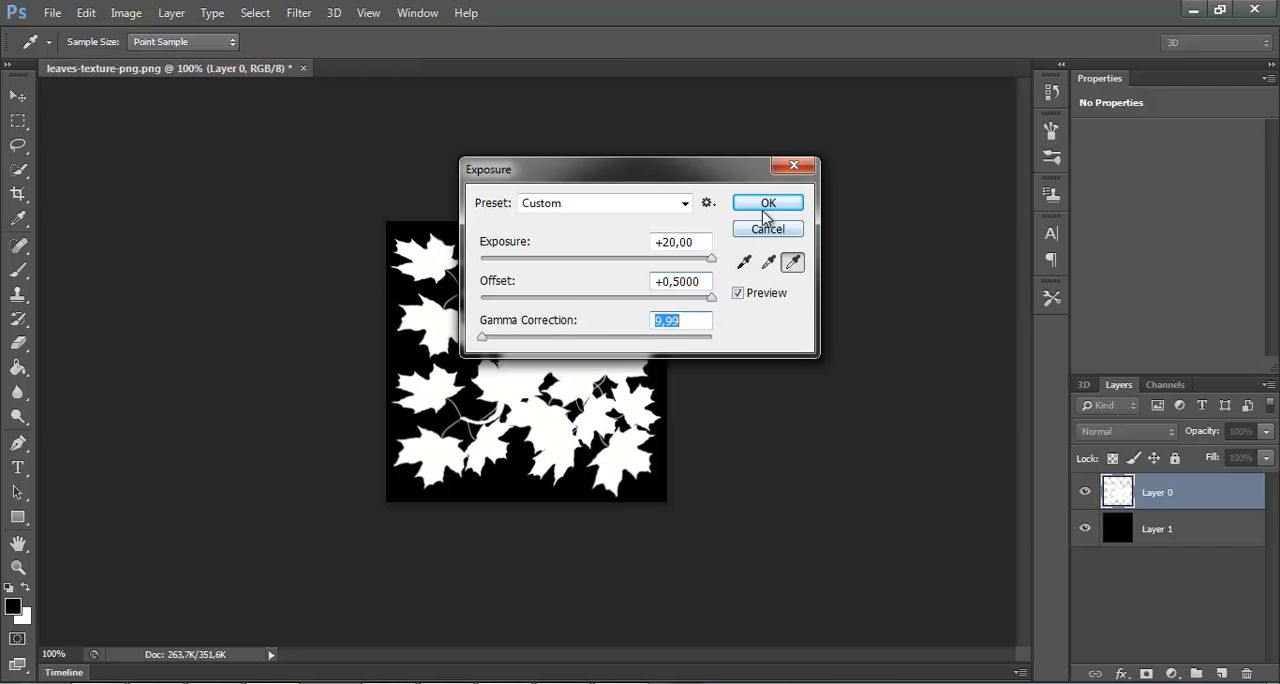 Ps File Edit Image Layer Type Select Filter 3D View Window Help
Sample Size: Point Sample 3D
leaves-texture-png.png @ 100% (Layer 0, RGB/8) * ×
Properties
No Properties
Exposure
Preset: Custom OK
Cancel
Exposure: +20,00
Offset: +0,5000
Preview
Gamma Correction: 9,99
3D Layers Channels
Kind
Normal Opacity: 100%
Lock: Fill: 100%
Layer 0
Layer 1
100% Doc: 263,7K/351,6K
Timeline